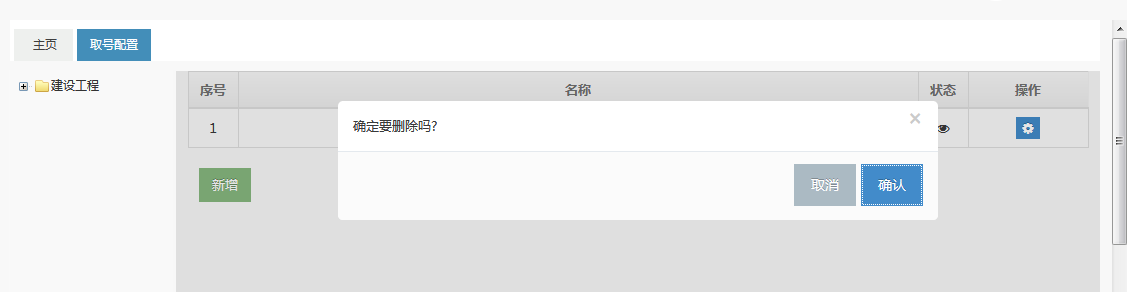 主页 取号配置
建设工程
序号 名称 状态 操作
确定要删除吗? ×
1
新增
取消 确认